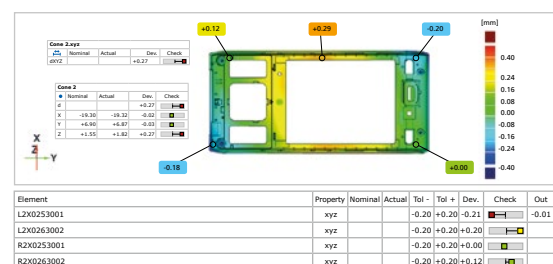 +0.12
+0.29
-0.20
[mm]
Cone 2.xyz
Nominal Actual Dev. Check
dXYZ +0.27
0.40
0.24
0.16
0.08
0.00
-0.08
-0.16
-0.24
-0.40
Cone 2
Nominal Actual Dev. Check
d +0.27
X -19.30 -19.32 -0.02
Y +6.90 +6.87 -0.03
Z +1.55 +1.82 +0.27
X
Z
Y
-0.18
+0.00
Element Property Nominal Actual Tol - Tol + Dev. Check Out
L2X0253001 xyz -0.20 +0.20 -0.21 -0.01
L2X0263002 xyz -0.20 +0.20 +0.20
R2X0253001 xyz -0.20 +0.20 +0.00
R2X0263002 xyz -0.20 +0.20 +0.12